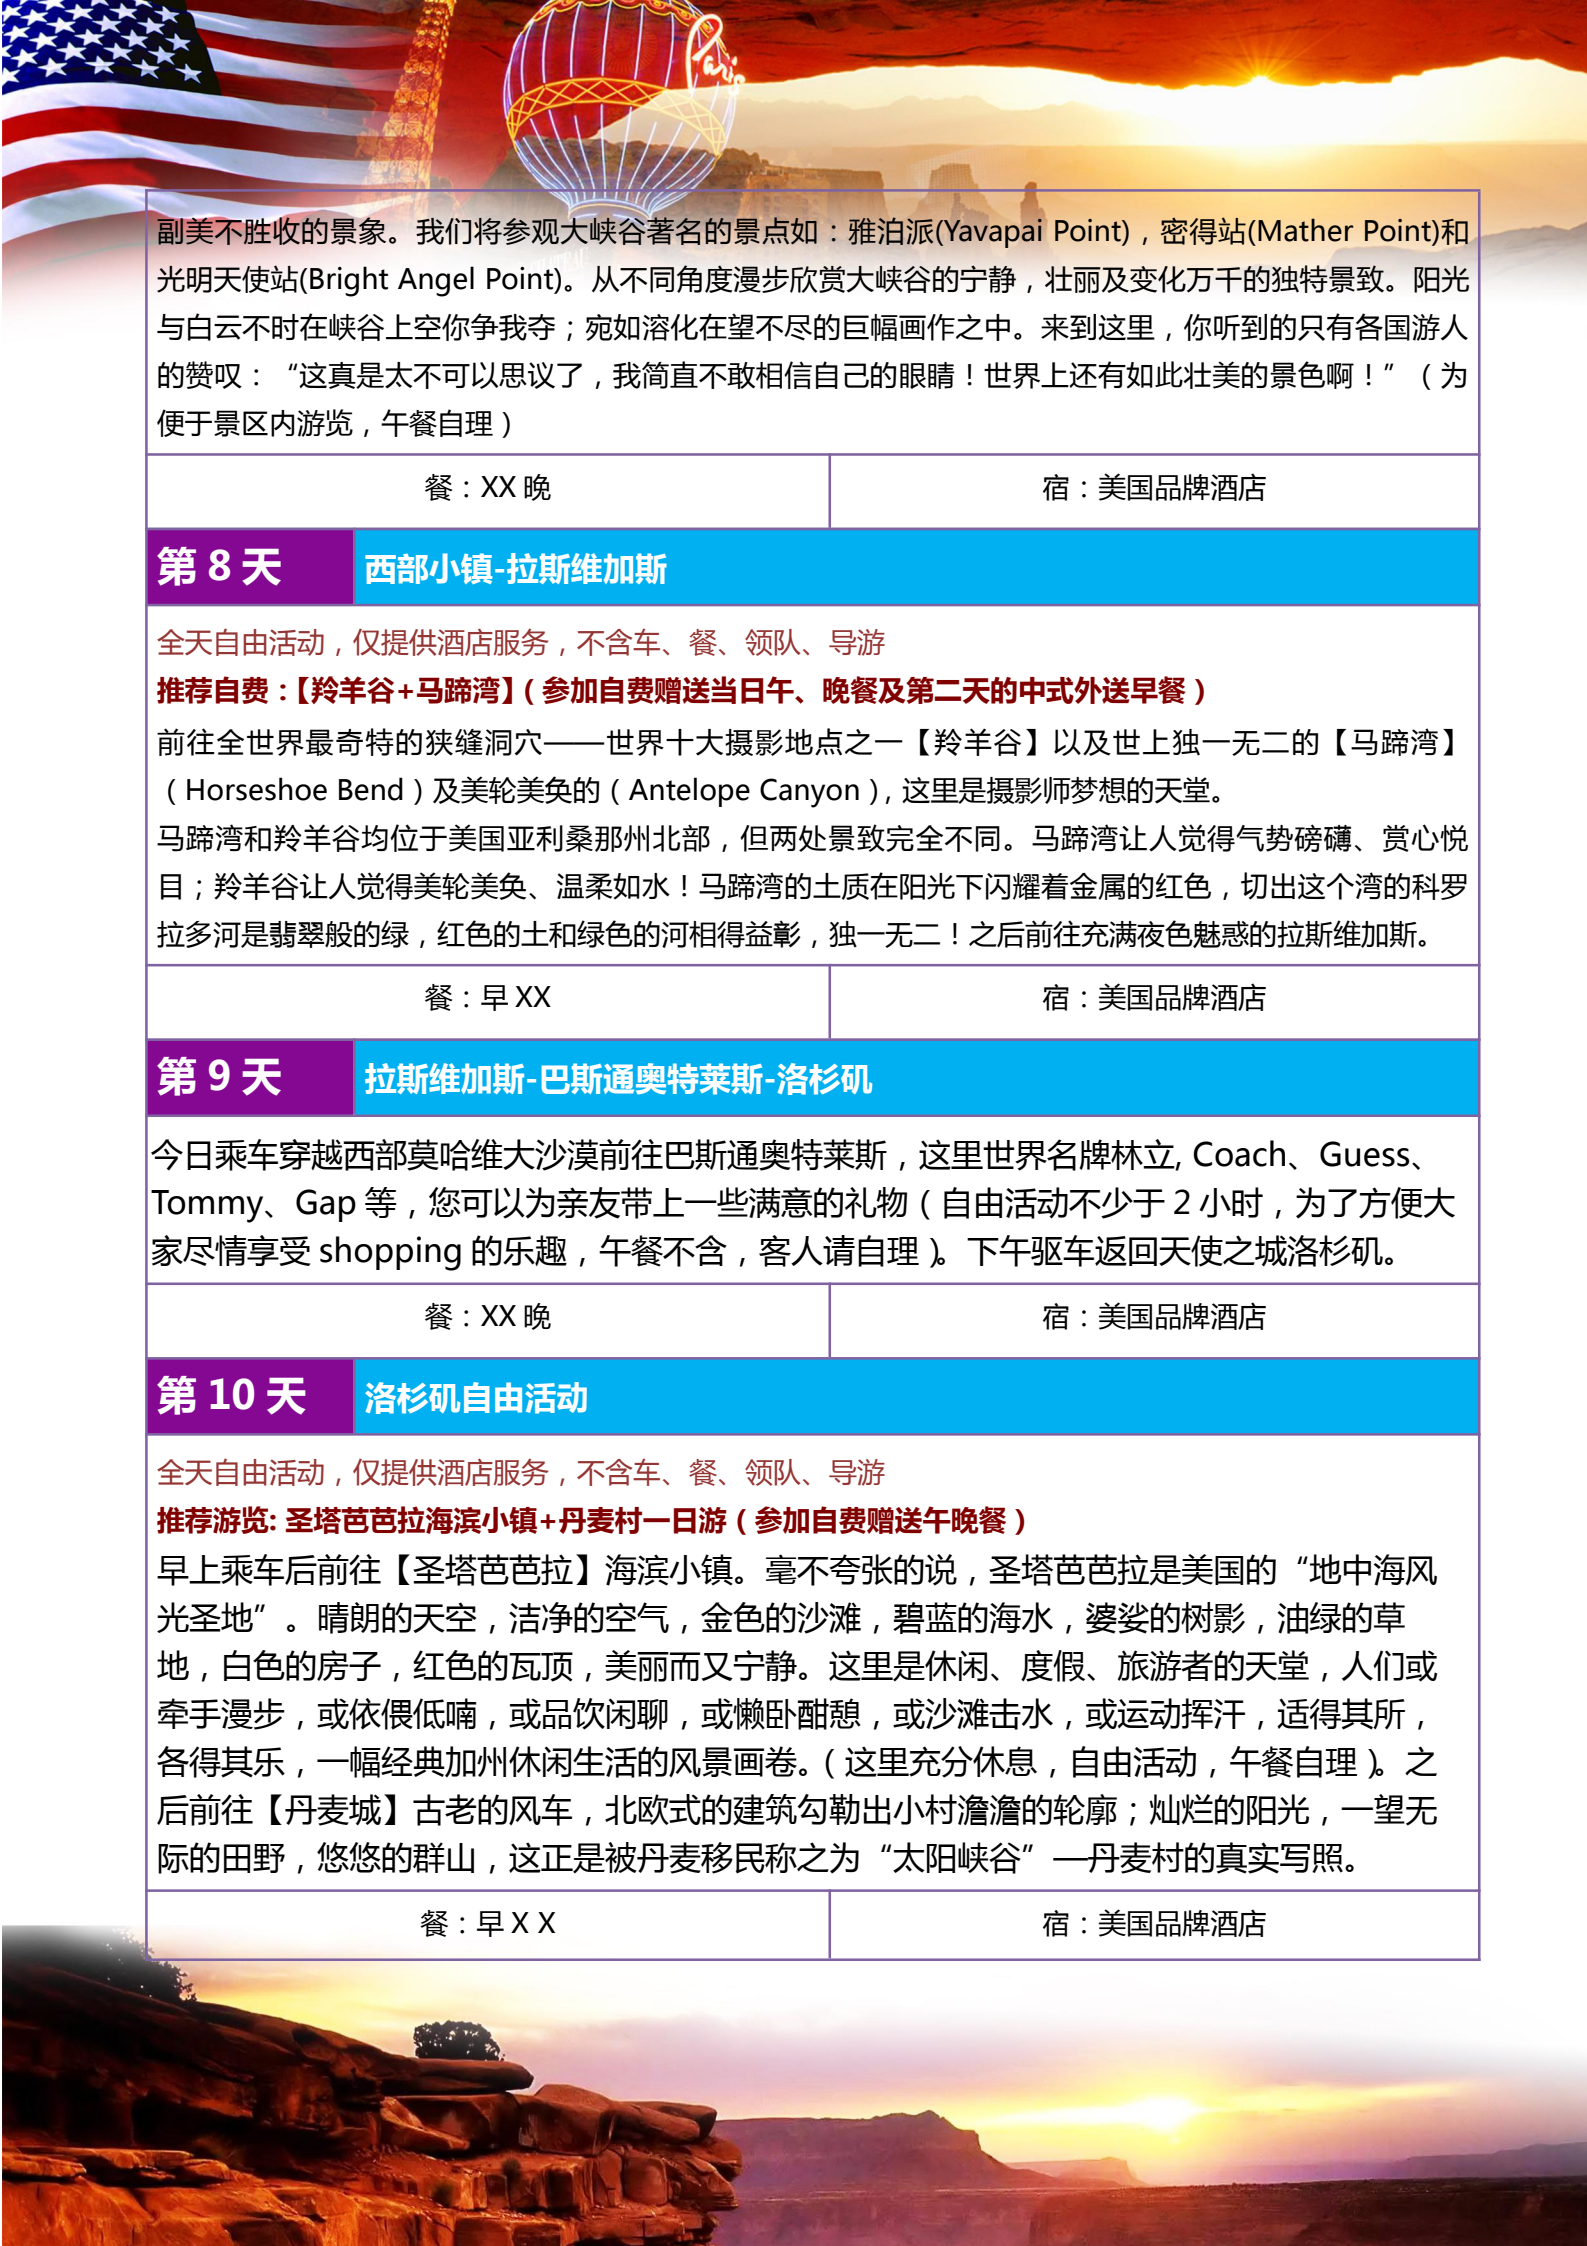 Paris
副美不胜收的景象。我们将参观大峡谷著名的景点如：雅泊派(Yavapai Point)，密得站(Mather Point)和
光明天使站(Bright Angel Point)。从不同角度漫步欣赏大峡谷的宁静，壮丽及变化万千的独特景致。阳光
与白云不时在峡谷上空你争我夺；宛如溶化在望不尽的巨幅画作之中。来到这里，你听到的只有各国游人
的赞叹：“这真是太不可以思议了，我简直不敢相信自己的眼睛！世界上还有如此壮美的景色啊！”（为
便于景区内游览，午餐自理）
餐：XX 晚 宿：美国品牌酒店
第 8 天 西部小镇-拉斯维加斯
全天自由活动，仅提供酒店服务，不含车、餐、领队、导游
推荐自费：【羚羊谷+马蹄湾】（参加自费赠送当日午、晚餐及第二天的中式外送早餐）
前往全世界最奇特的狭缝洞穴——世界十大摄影地点之一【羚羊谷】以及世上独一无二的【马蹄湾】
（Horseshoe Bend）及美轮美奂的（Antelope Canyon），这里是摄影师梦想的天堂。
马蹄湾和羚羊谷均位于美国亚利桑那州北部，但两处景致完全不同。马蹄湾让人觉得气势磅礴、赏心悦
目；羚羊谷让人觉得美轮美奂、温柔如水！马蹄湾的土质在阳光下闪耀着金属的红色，切出这个湾的科罗
拉多河是翡翠般的绿，红色的土和绿色的河相得益彰，独一无二！之后前往充满夜色魅惑的拉斯维加斯。
餐：早 XX 宿：美国品牌酒店
第 9 天 拉斯维加斯-巴斯通奥特莱斯-洛杉矶
今日乘车穿越西部莫哈维大沙漠前往巴斯通奥特莱斯，这里世界名牌林立, Coach、Guess、
Tommy、Gap 等，您可以为亲友带上一些满意的礼物（自由活动不少于 2 小时，为了方便大
家尽情享受 shopping 的乐趣，午餐不含，客人请自理）。下午驱车返回天使之城洛杉矶。
餐：XX 晚 宿：美国品牌酒店
第 10 天 洛杉矶自由活动
全天自由活动，仅提供酒店服务，不含车、餐、领队、导游
推荐游览: 圣塔芭芭拉海滨小镇+丹麦村一日游（参加自费赠送午晚餐）
早上乘车后前往【圣塔芭芭拉】海滨小镇。毫不夸张的说，圣塔芭芭拉是美国的“地中海风
光圣地”。晴朗的天空，洁净的空气，金色的沙滩，碧蓝的海水，婆娑的树影，油绿的草
地，白色的房子，红色的瓦顶，美丽而又宁静。这里是休闲、度假、旅游者的天堂，人们或
牵手漫步，或依偎低喃，或品饮闲聊，或懒卧酣憩，或沙滩击水，或运动挥汗，适得其所，
各得其乐，一幅经典加州休闲生活的风景画卷。（这里充分休息，自由活动，午餐自理）。之
后前往【丹麦城】古老的风车，北欧式的建筑勾勒出小村澹澹的轮廓；灿烂的阳光，一望无
际的田野，悠悠的群山，这正是被丹麦移民称之为“太阳峡谷”—丹麦村的真实写照。
餐：早 X X 宿：美国品牌酒店